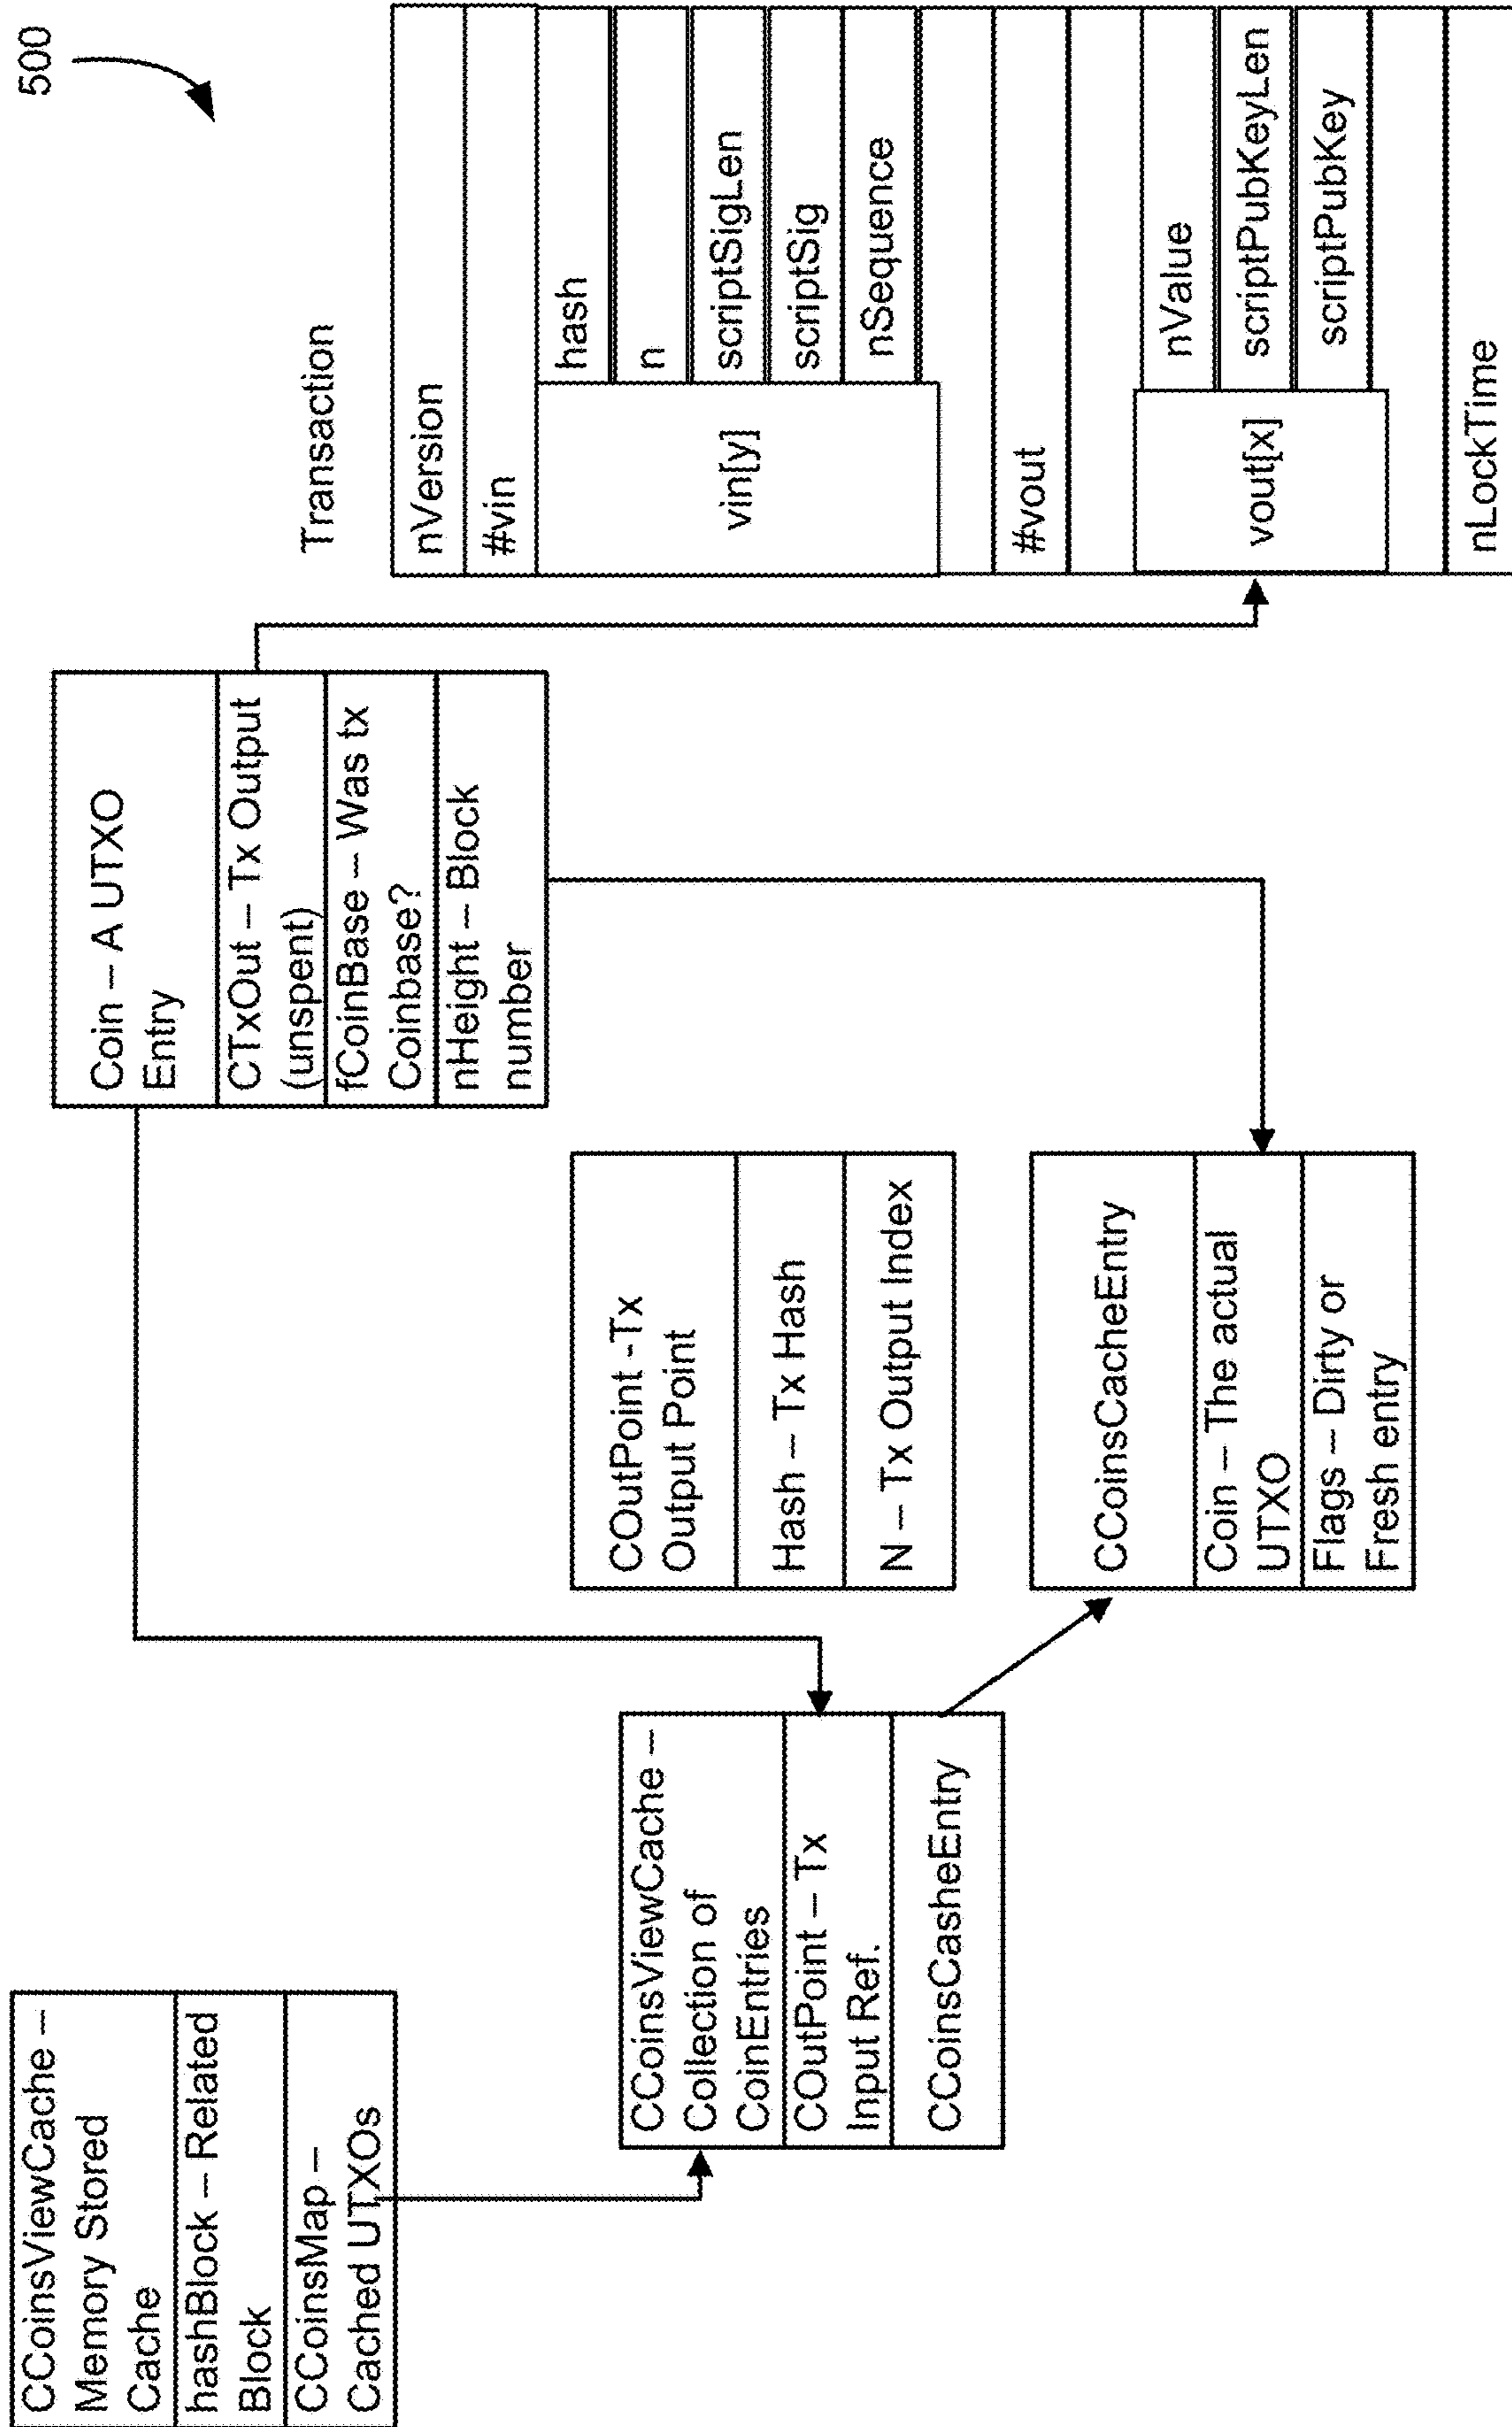 500
CCoinsViewCache –
Memory Stored
Cache
hashBlock – Related
Block
CCoinsMap –
Cached UTXOs
CCoinsViewCache –
Collection of
CoinEntries
COutPoint – Tx
Input Ref.
CCoinsCasheEntry
COutPoint -Tx
Output Point
Hash – Tx Hash
N – Tx Output Index
CCoinsCacheEntry
Coin – The actual
UTXO
Flags – Dirty or
Fresh entry
Coin – A UTXO
Entry
CTxOut – Tx Output
(unspent)
fCoinBase – Was tx
Coinbase?
nHeight – Block
number
Transaction
nVersion
#vin
vin[y]
hash
n
scriptSigLen
scriptSig
nSequence
#vout
vout[x]
nValue
scriptPubKeyLen
scriptPubKey
nLockTime